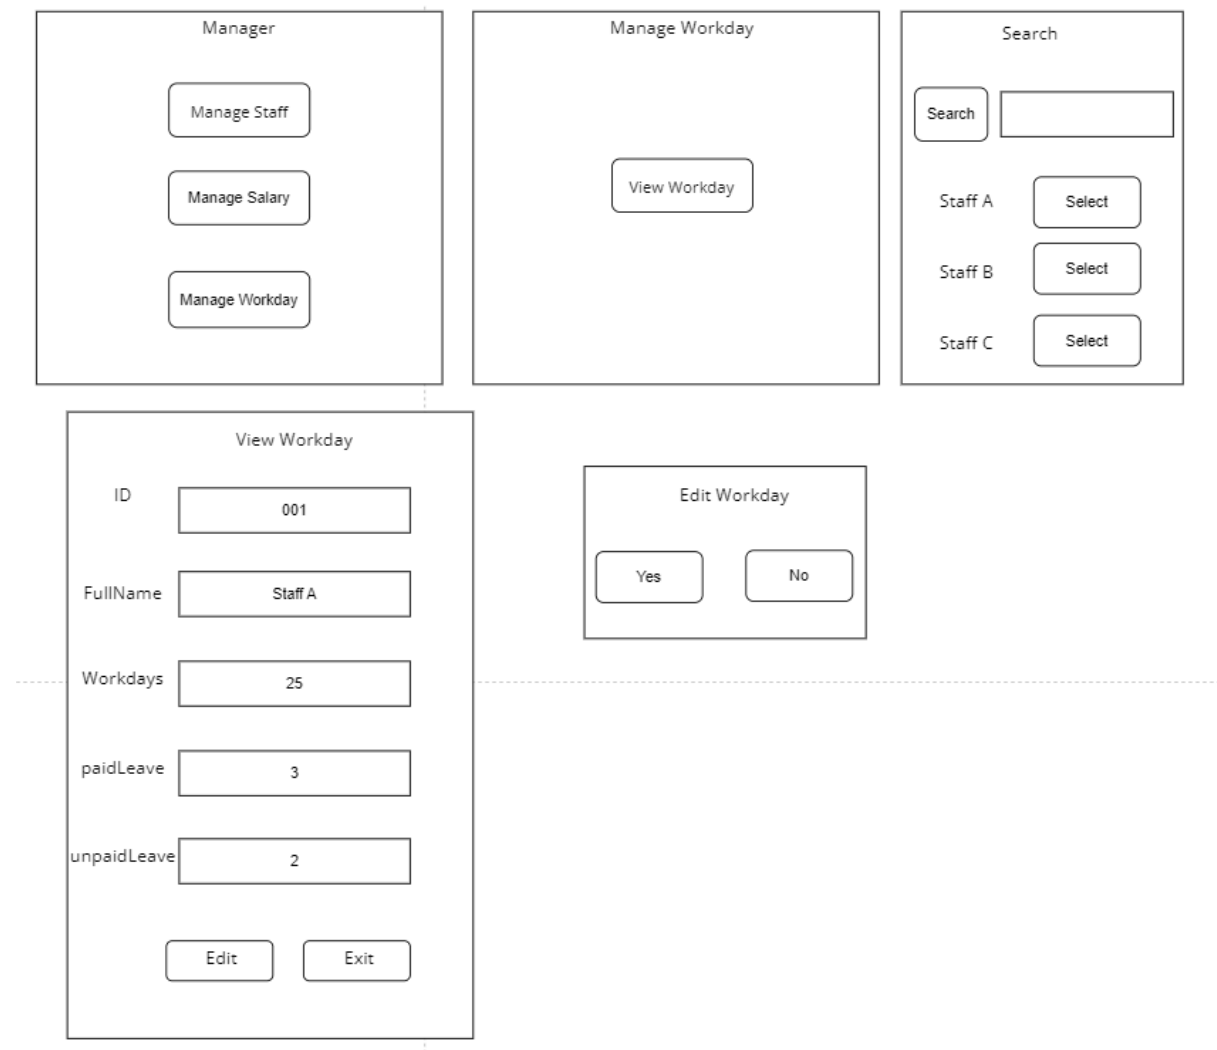 Manager
Manage Staff
Manage Salary
Manage Workday
Manage Workday
View Workday
Search
Search
Staff A
Select
Staff B
Select
Staff C
Select
View Workday
ID
001
FullName
Staff A
Workdays
25
paidLeave
3
unpaidLeave
2
Edit
Exit
Edit Workday
Yes
No